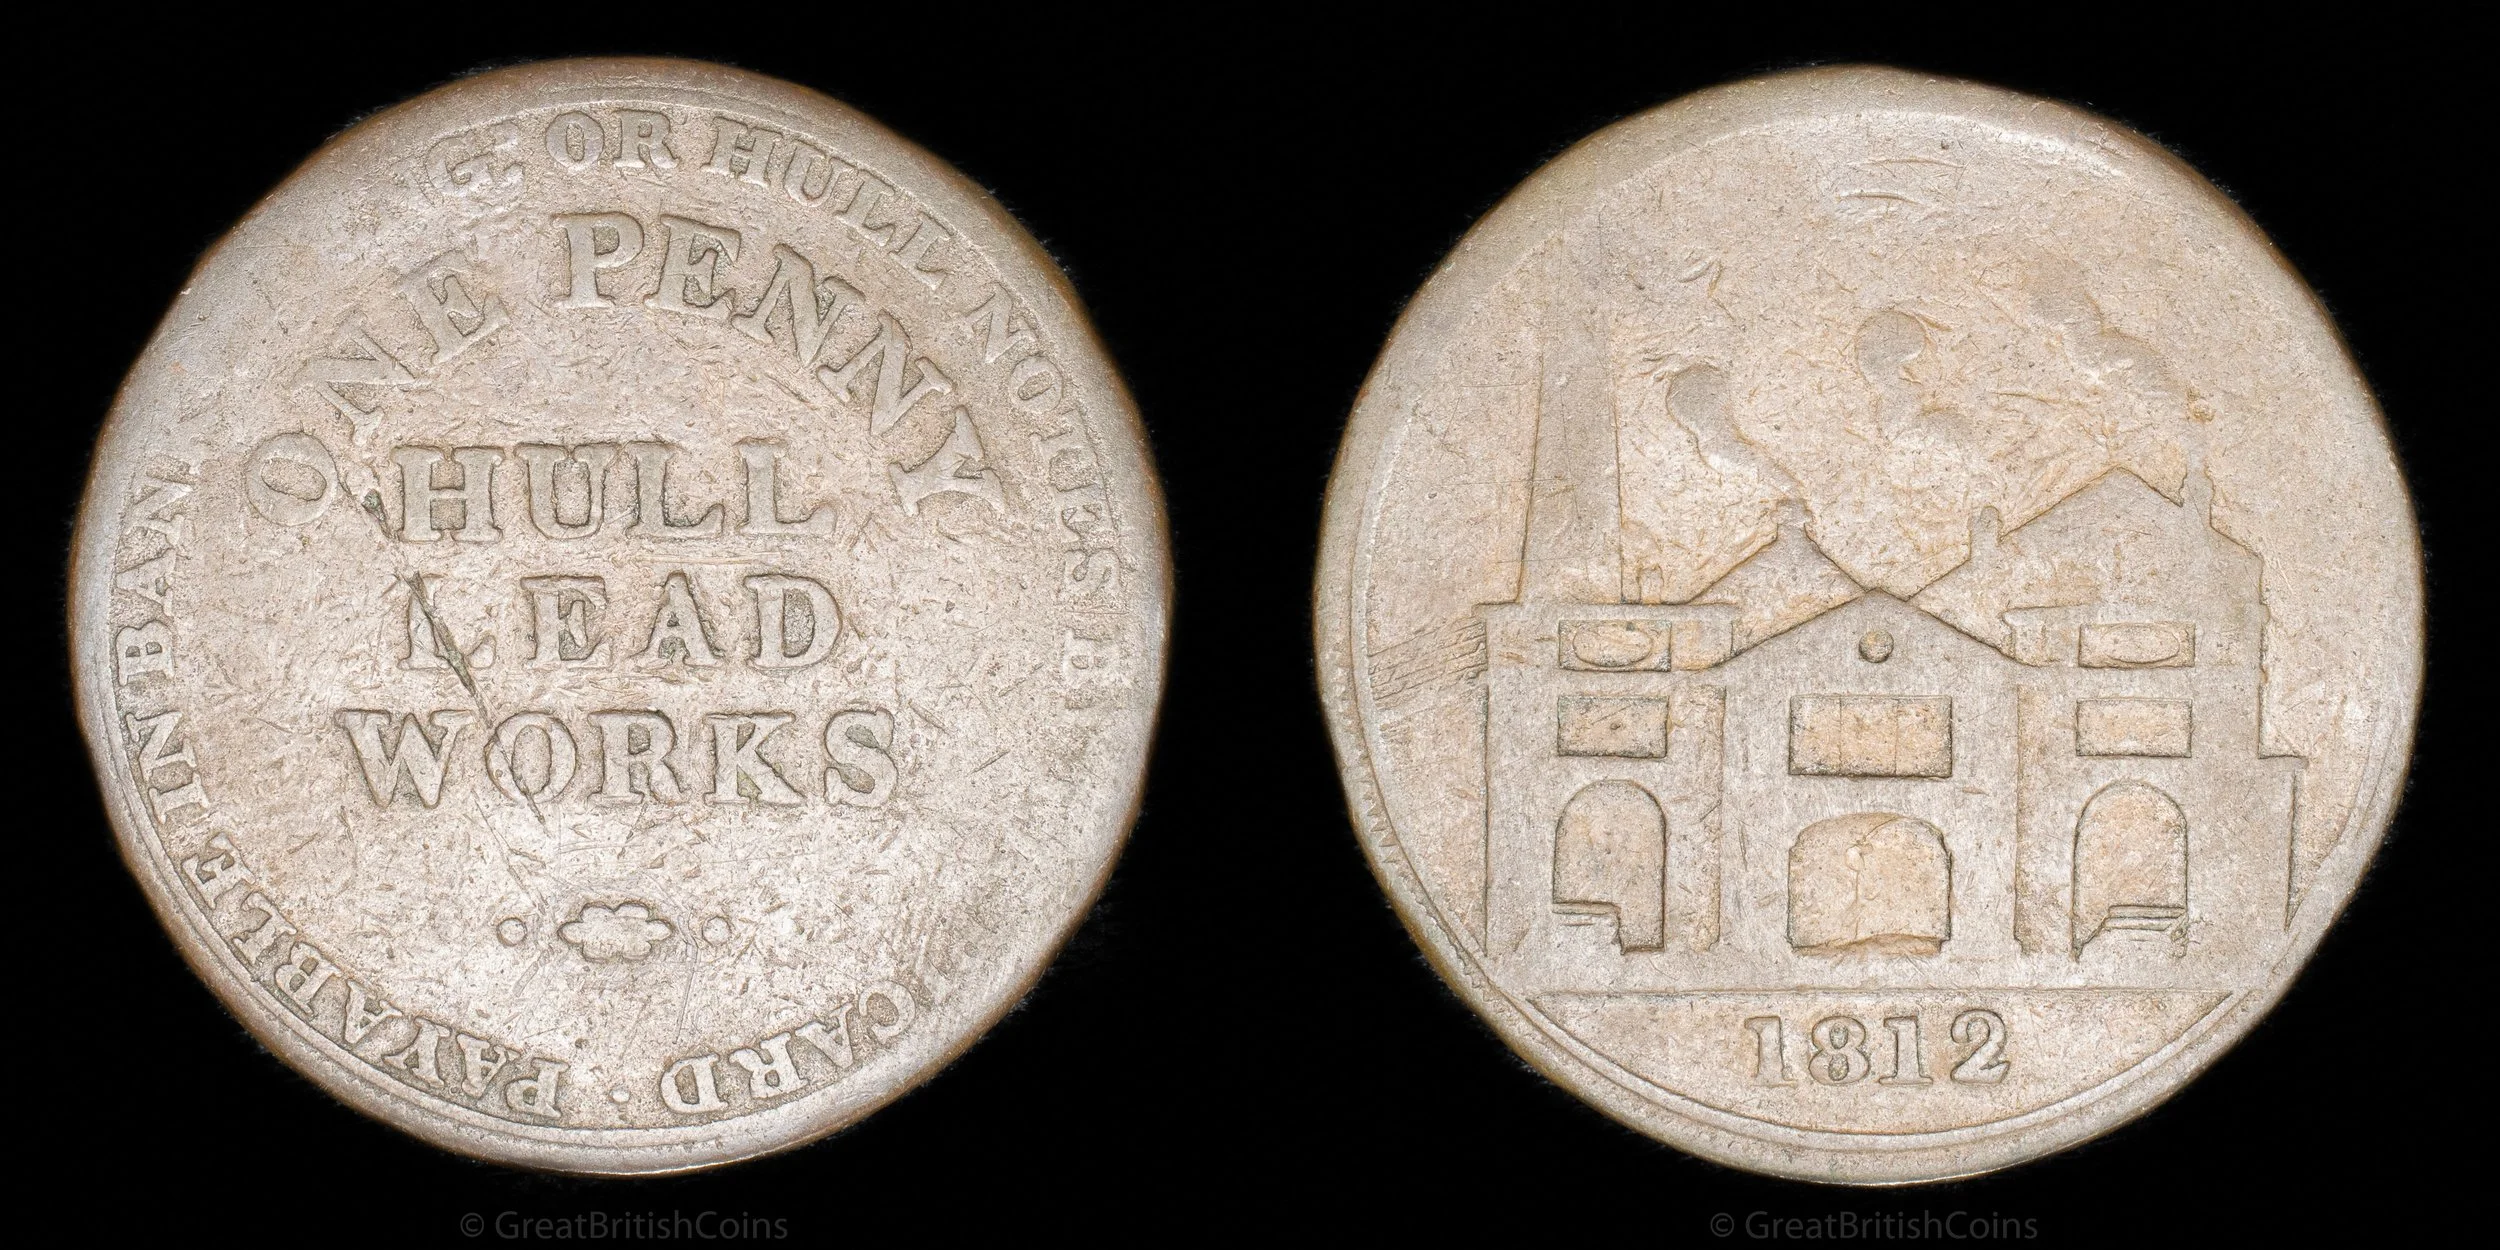 PAYABLE IN BAN G: OR HULL NOTES B CARD ·
ONE PENNY
HULL
LEAD
WORKS
1812
© GreatBritishCoins
© GreatBritishCoins